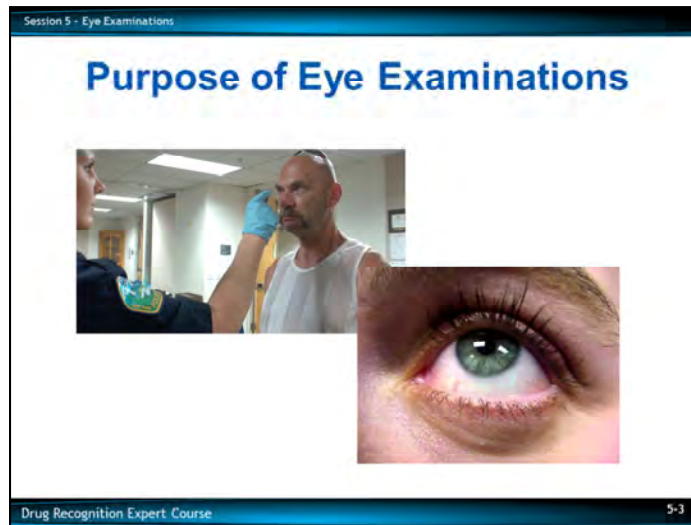 Session 5 - Eye Examinations
Purpose of Eye Examinations
Drug Recognition Expert Course
5-3